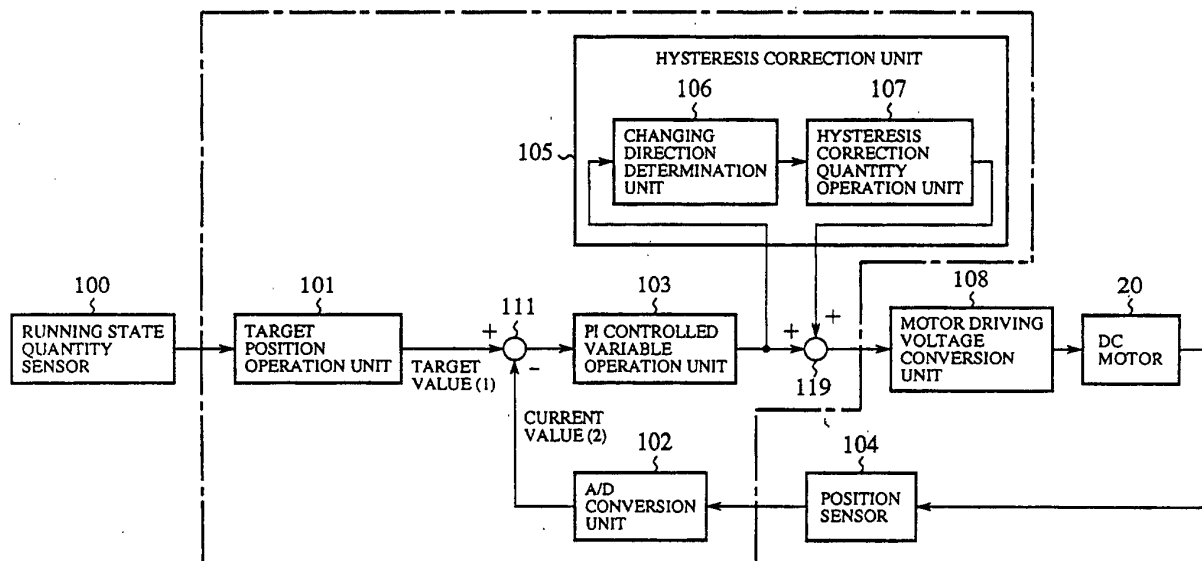 HYSTERESIS CORRECTION UNIT
106
107
105
CHANGING
DIRECTION
DETERMINATION
UNIT
HYSTERESIS
CORRECTION
QUANTITY
OPERATION UNIT
100
101
111
103
108
20
RUNNING STATE
QUANTITY
SENSOR
TARGET
POSITION
OPERATION UNIT
+
-
TARGET
VALUE (1)
PI CONTROLLED
VARIABLE
OPERATION UNIT
+
+
119
MOTOR DRIVING
VOLTAGE
CONVERSION
UNIT
DC
MOTOR
CURRENT
VALUE (2)
102
104
A/D
CONVERSION
UNIT
POSITION
SENSOR